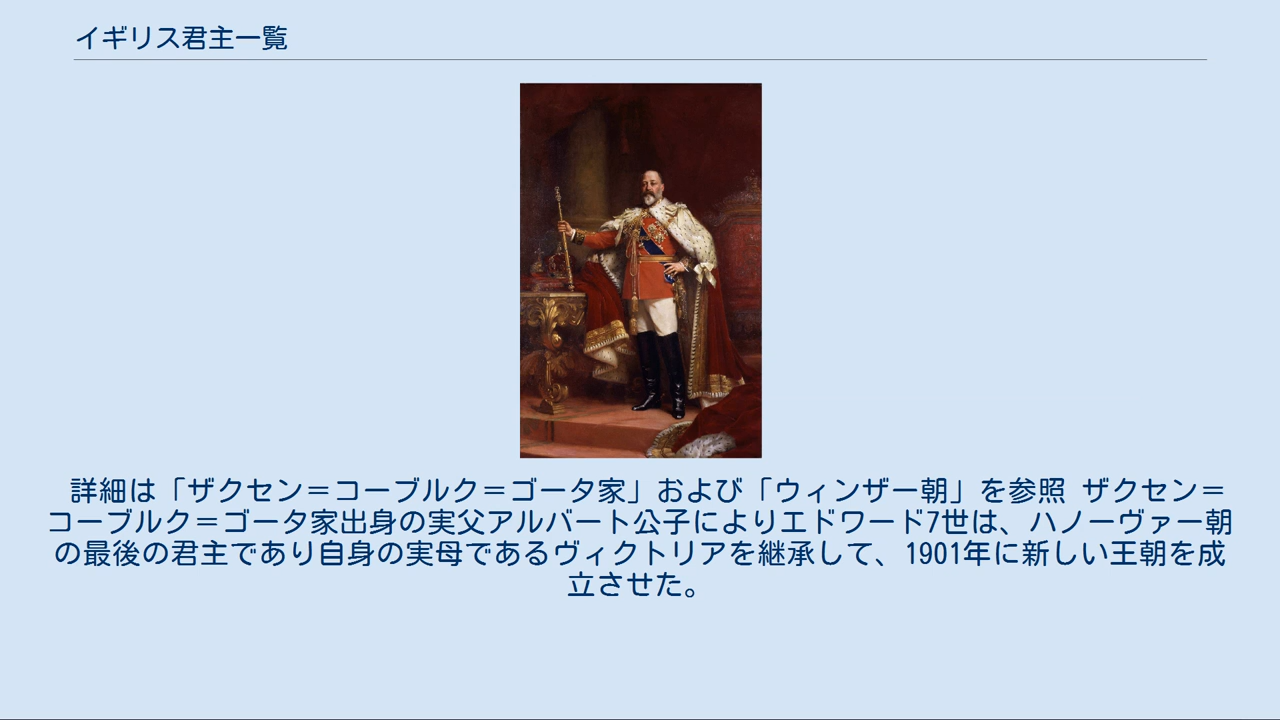 イギリス君主一覧
詳細は「ザクセン＝コーブルク＝ゴータ家」および「ウィンザー朝」を参照 ザクセン＝
コーブルク＝ゴータ家出身の実父アルバート公子によりエドワード7世は、ハノーヴァー朝
の最後の君主であり自身の実母であるヴィクトリアを継承して、1901年に新しい王朝を成
立させた。